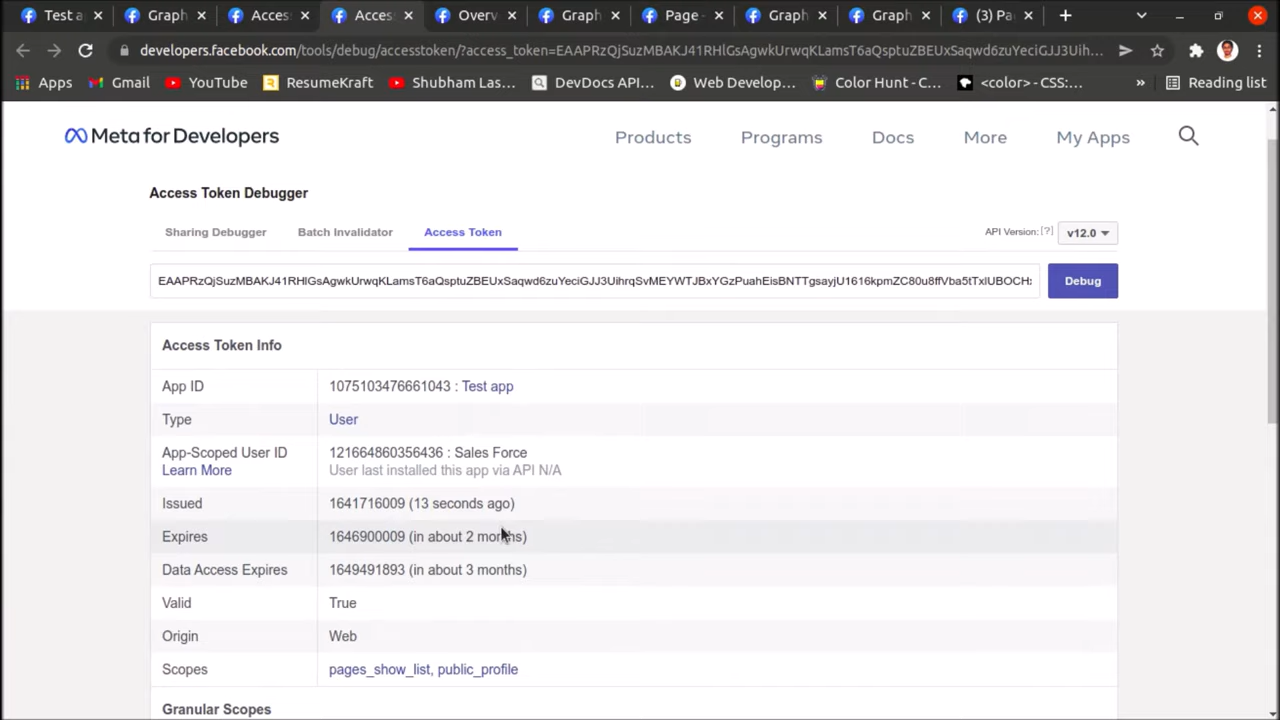 Test a
Graph
Acces
Acces
Overv
Graph
Page -
Graph
Graph
(3) Pa
developers.facebook.com/tools/debug/accesstoken/?access_token=EAAPRzQjSuzMBAKJ41RHlGsAgwkUrwqKLamsT6aQsptuZBEUxSaqwd6zuYeciGJJ3Uih...
Apps
Gmail
YouTube
ResumeKraft
Shubham Las...
DevDocs API...
Web Develop...
Color Hunt - C...
<color> - CSS:...
»
Reading list
Meta for Developers
Products
Programs
Docs
More
My Apps
Access Token Debugger
Sharing Debugger
Batch Invalidator
Access Token
API Version: [?]
v12.0
EAAPRzQjSuzMBAKJ41RHlGsAgwkUrwqKLamsT6aQsptuZBEUxSaqwd6zuYeciGJJ3UihrqSvMEYWTJBxYGzPuahEisBNTTgsayjU1616kpmZC80u8ffVba5tTxlUBOCH
Debug
Access Token Info
App ID
1075103476661043 : Test app
Type
User
App-Scoped User ID
Learn More
121664860356436 : Sales Force
User last installed this app via API N/A
Issued
1641716009 (13 seconds ago)
Expires
1646900009 (in about 2 months)
Data Access Expires
1649491893 (in about 3 months)
Valid
True
Origin
Web
Scopes
pages_show_list, public_profile
Granular Scopes